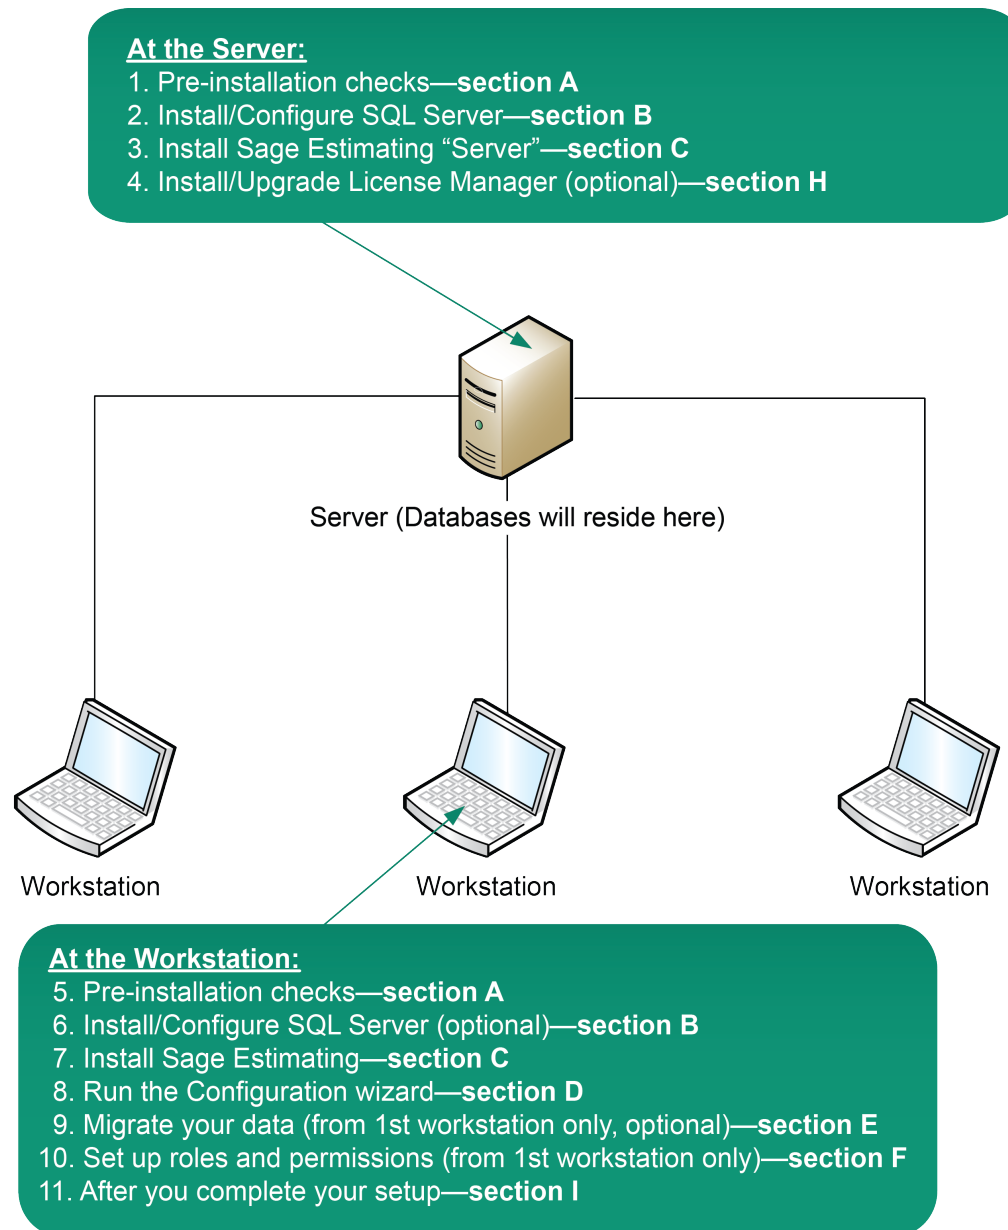 At the Server:
1. Pre-installation checks—section A
2. Install/Configure SQL Server—section B
3. Install Sage Estimating “Server”—section C
4. Install/Upgrade License Manager (optional)—section H
Server (Databases will reside here)
Workstation
Workstation
Workstation
At the Workstation:
5. Pre-installation checks—section A
6. Install/Configure SQL Server (optional)—section B
7. Install Sage Estimating—section C
8. Run the Configuration wizard—section D
9. Migrate your data (from 1st workstation only, optional)—section E
10. Set up roles and permissions (from 1st workstation only)—section F
11. After you complete your setup—section I